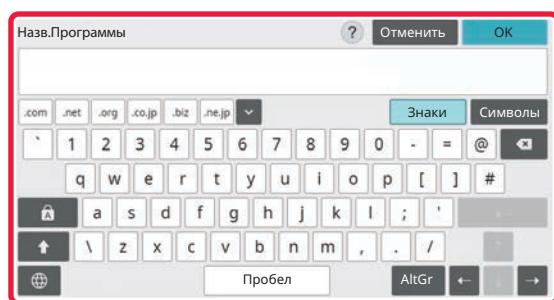 Назв.Программы ? Отменить OK
.com .net .org .co.jp .biz .ne.jp Знаки Символы
` 1 2 3 4 5 6 7 8 9 0 - = @
q w e r t y u i o p [ ] #
A a s d f g h j k l ; '
\ z x c v b n m , . /
Пробел AltGr ← ↓ →